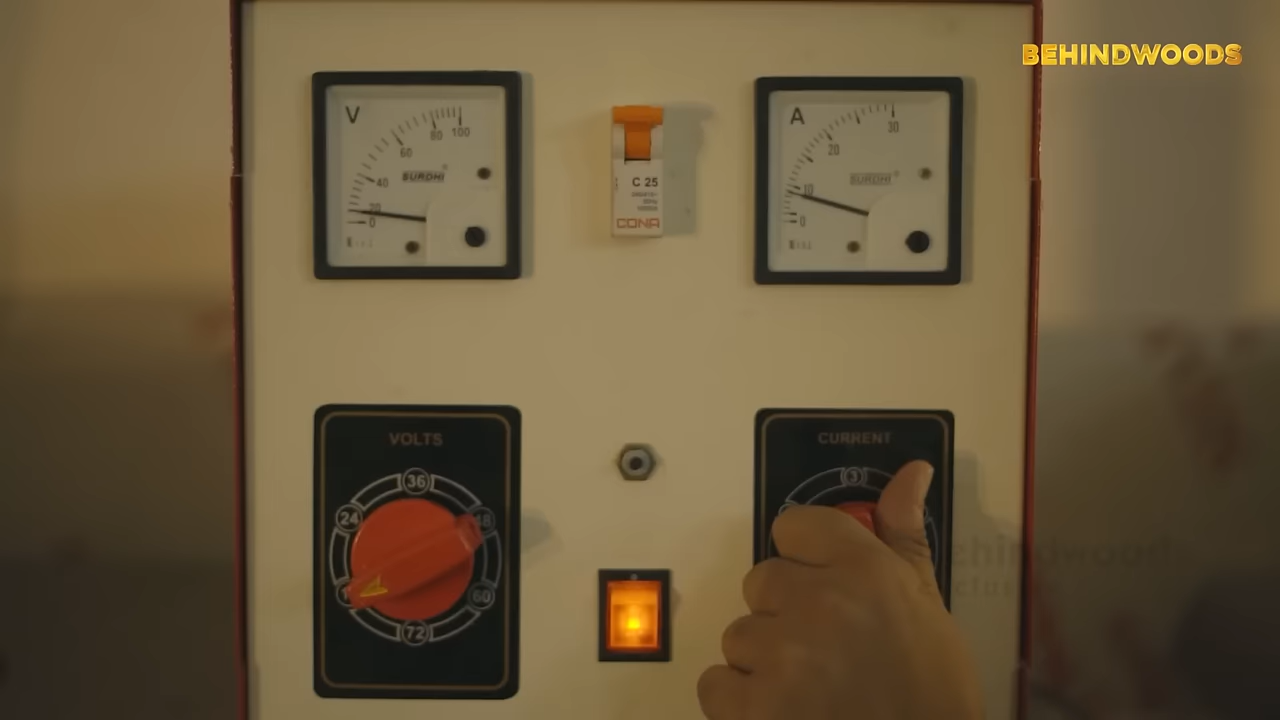 BEHINDWOODS
V
100
80
60
40
20
0
SURDHI
C 25
CONA
A
30
20
10
0
SURDHI
VOLTS
36
24
48
60
72
CURRENT
3